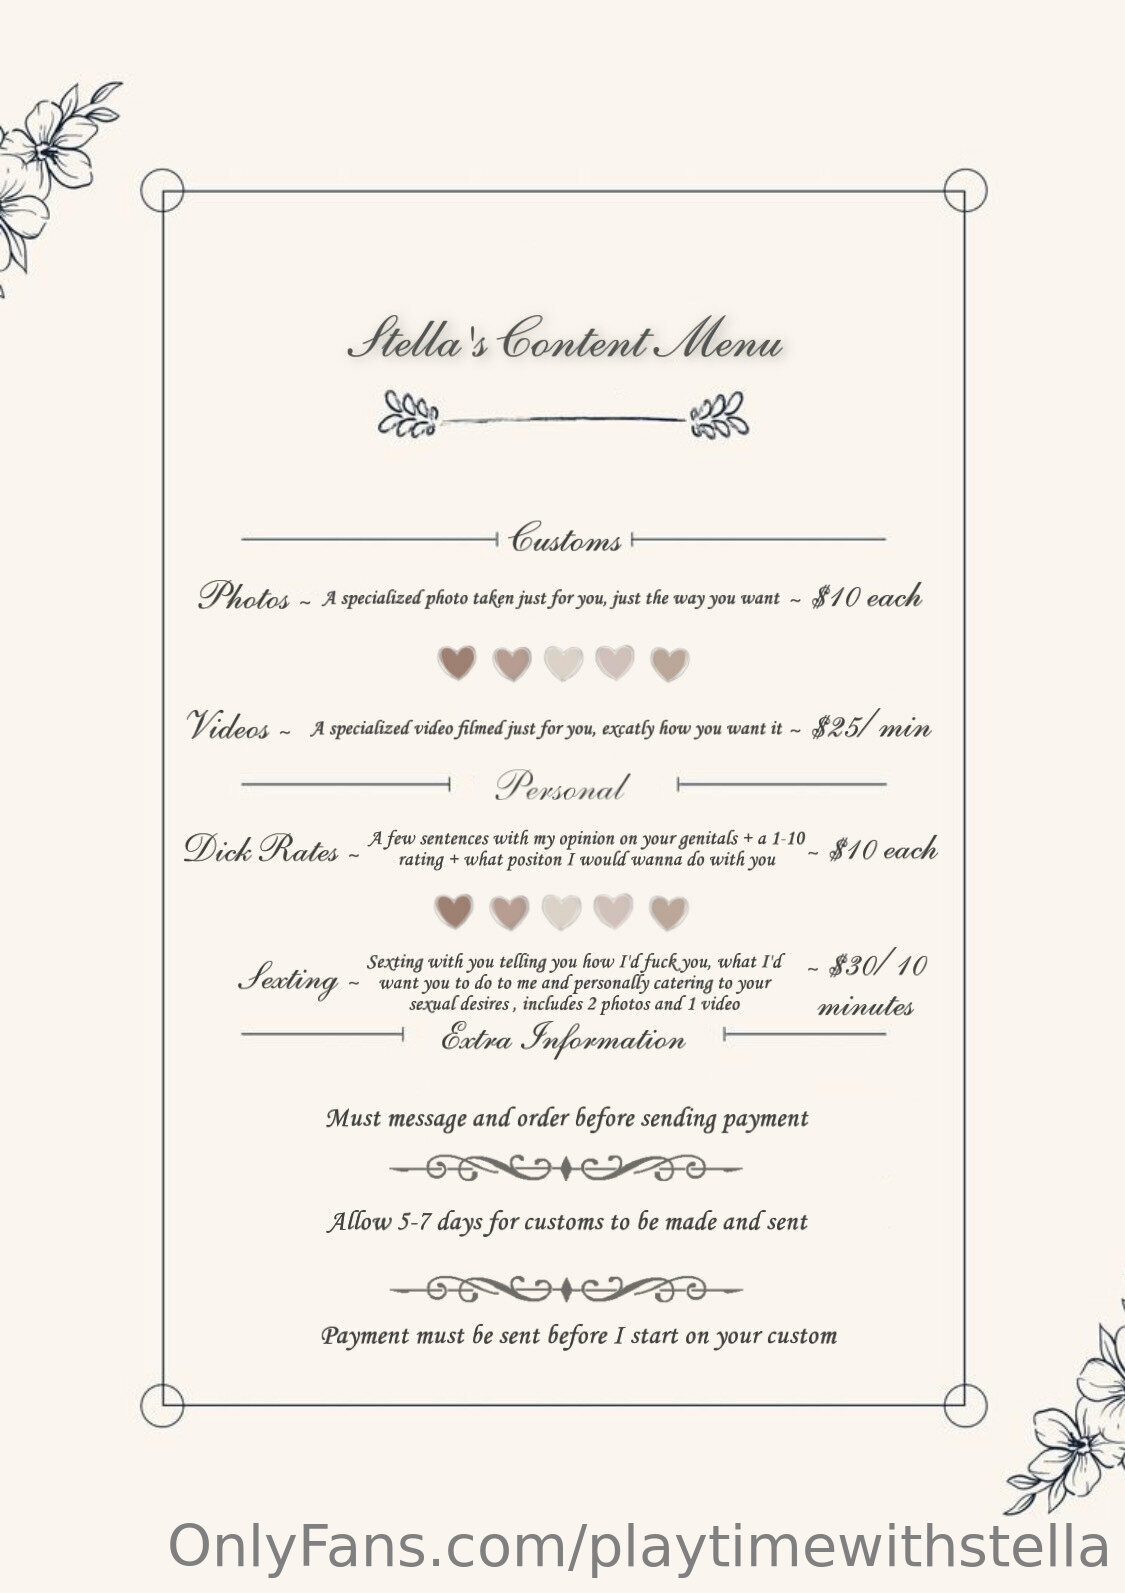 Stella's Content Menu
Customs
Photos ~ A specialized photo taken just for you, just the way you want ~ $10 each
Videos ~ A specialized video filmed just for you, excatly how you want it ~ $25/ min
Personal
Dick Rates ~ A few sentences with my opinion on your genitals + a 1-10
rating + what positon I would wanna do with you ~ $10 each
Sexting ~ Sexting with you telling you how I'd fuck you, what I'd
want you to do to me and personally catering to your
sexual desires , includes 2 photos and 1 video
~ $30/ 10
minutes
Extra Information
Must message and order before sending payment
Allow 5-7 days for customs to be made and sent
Payment must be sent before I start on your custom
OnlyFans.com/playtimewithstella